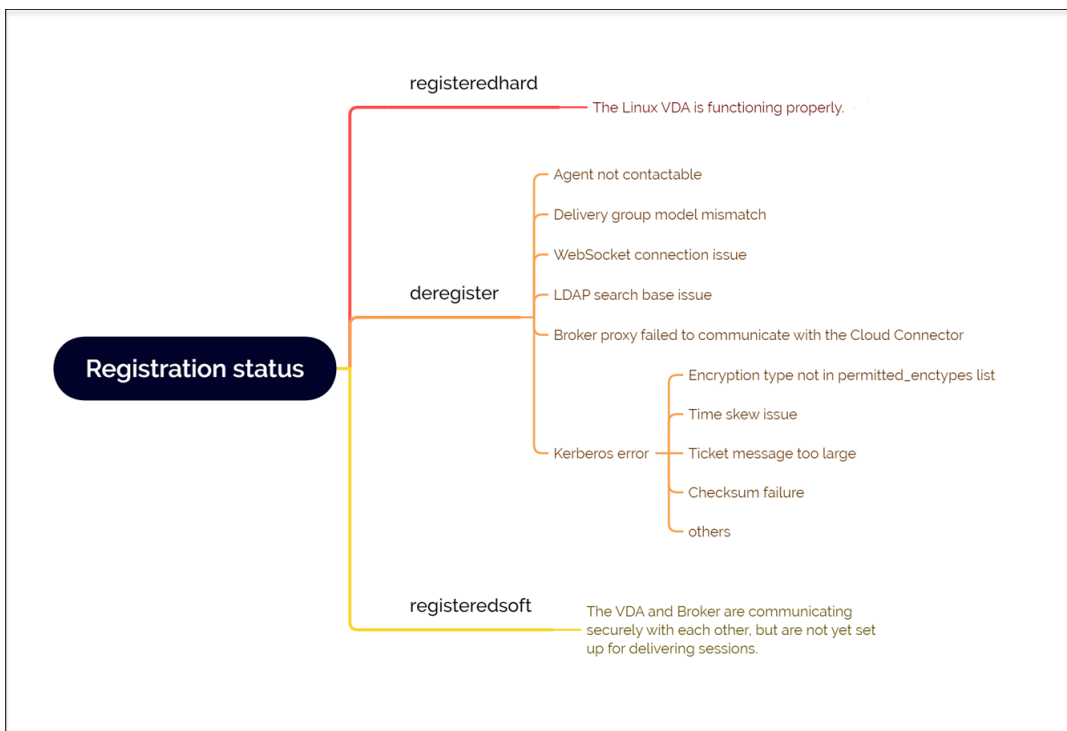 registeredhard
The Linux VDA is functioning properly.
Agent not contactable
Delivery group model mismatch
WebSocket connection issue
deregister
LDAP search base issue
Broker proxy failed to communicate with the Cloud Connector
Registration status
Encryption type not in permitted_enctypes list
Time skew issue
Kerberos error
Ticket message too large
Checksum failure
others
registeredsoft
The VDA and Broker are communicating
securely with each other, but are not yet set
up for delivering sessions.